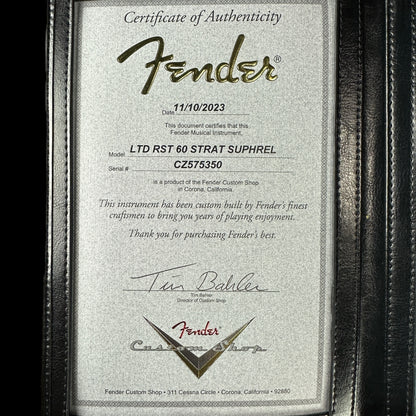 Certificate of Authenticity
Fender®
Date 11/10/2023
This document certifies that this
Fender Musical Instrument.
Model LTD RST 60 STRAT SUPHREL
Serial # CZ575350
is a product of the Fender Custom Shop
in Corona, California.
This instrument has been custom built by Fender's finest
craftsmen to bring you years of playing enjoyment.
Thank you for purchasing Fender's best.
Tim Bahler
Tim Bahler
Director of Custom Shop
Fender
Custom Shop
Fender Custom Shop • 311 Cessna Circle • Corona, California • 92880